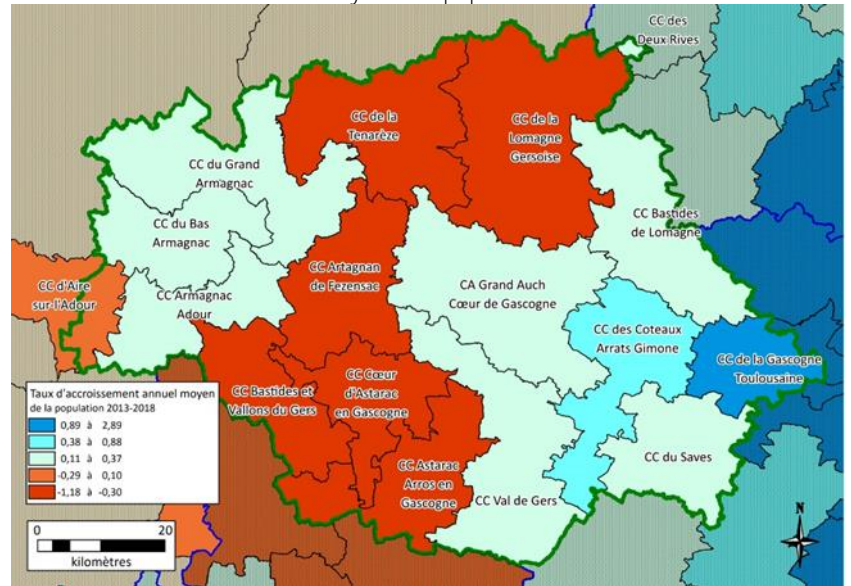 CC des
Deux Rives
CC de la
Tenarèze
CC de la
Lomagne
Gersoise
CC du Grand
Armagnac
CC du Bas
Armagnac
CC Bastides
de Lomagne
CC d'Aire
sur-l'Adour
CC Armagnac
Adour
CC Artagnan
de Fezensac
CA Grand Auch
Cœur de Gascogne
CC des Coteaux
Arrats Gimone
CC de la Gascogne
Toulousaine
CC Bastides et
Vallons du Gers
CC Cœur
d'Astarac
en Gascogne
CC Astarac
Arros en
Gascogne
CC Val de Gers
CC du Saves
Taux d'accroissement annuel moyen
de la population 2013-2018
0,89 à 2,89
0,38 à 0,88
0,11 à 0,37
-0,29 à 0,10
-1,18 à -0,30
0 20
kilomètres
N